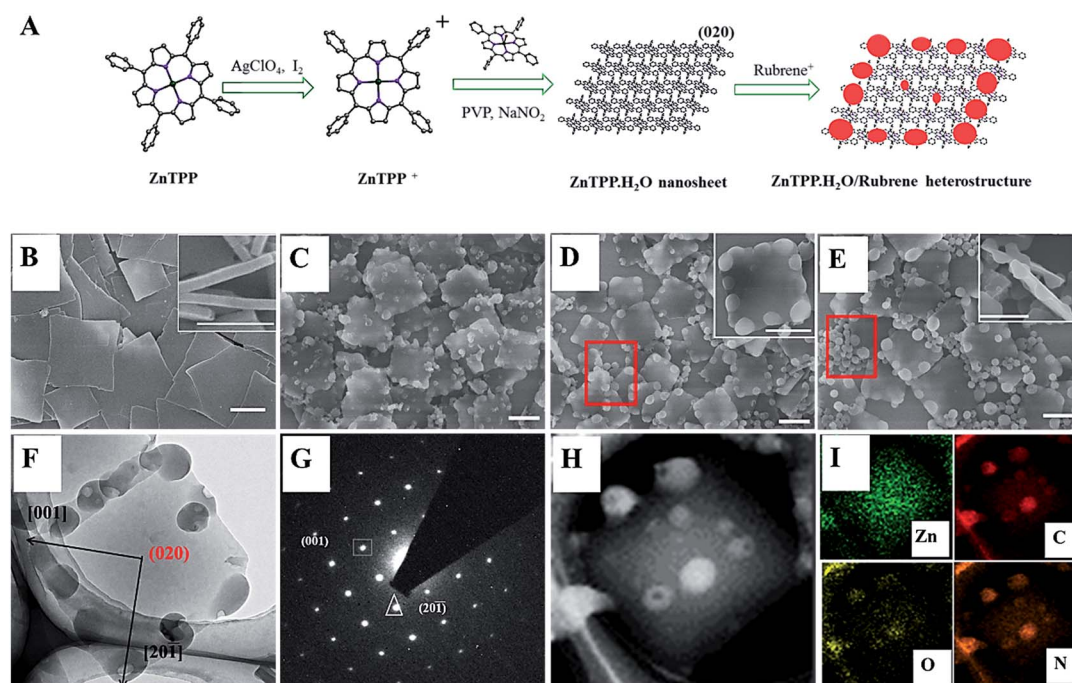 A
AgClO₄, I₂
ZnTPP
ZnTPP ⁺
+
PVP, NaNO₂
(020)
ZnTPP.H₂O nanosheet
Rubrene⁺
ZnTPP.H₂O/Rubrene heterostructure
B
C
D
E
F
[001]
(020)
[201̅]
G
(001)
(201̅)
H
I
Zn
C
O
N